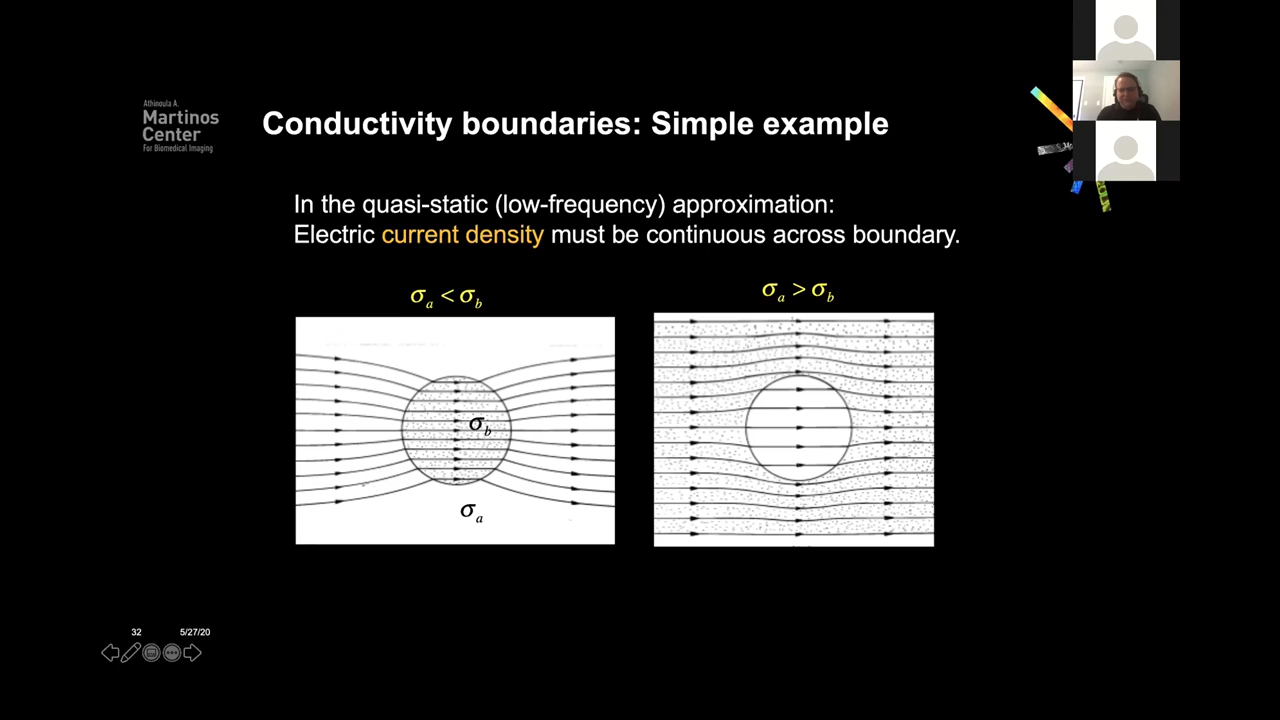 Athinoula A.
Martinos
Center
For Biomedical Imaging
Conductivity boundaries: Simple example
In the quasi-static (low-frequency) approximation:
Electric current density must be continuous across boundary.
σa < σb
σa > σb
σb
σa
32 5/27/20